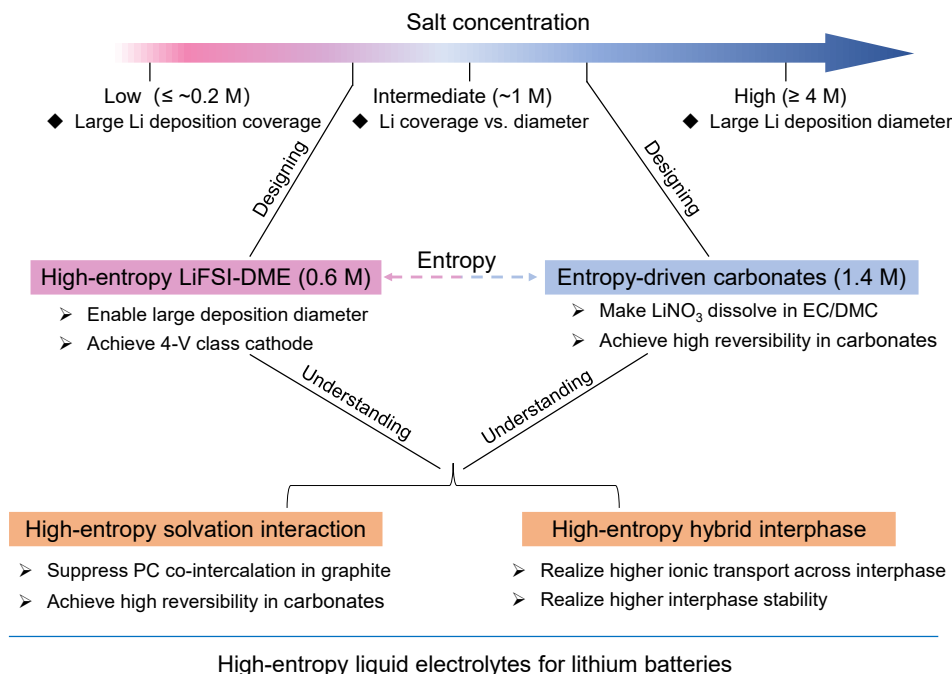 Salt concentration
Low (≤ ~0.2 M)
◆ Large Li deposition coverage
Intermediate (~1 M)
◆ Li coverage vs. diameter
High (≥ 4 M)
◆ Large Li deposition diameter
Designing
Designing
High-entropy LiFSI-DME (0.6 M)
Entropy
Entropy-driven carbonates (1.4 M)
➢ Enable large deposition diameter
➢ Achieve 4-V class cathode
➢ Make LiNO₃ dissolve in EC/DMC
➢ Achieve high reversibility in carbonates
Understanding
Understanding
High-entropy solvation interaction
➢ Suppress PC co-intercalation in graphite
➢ Achieve high reversibility in carbonates
High-entropy hybrid interphase
➢ Realize higher ionic transport across interphase
➢ Realize higher interphase stability
High-entropy liquid electrolytes for lithium batteries